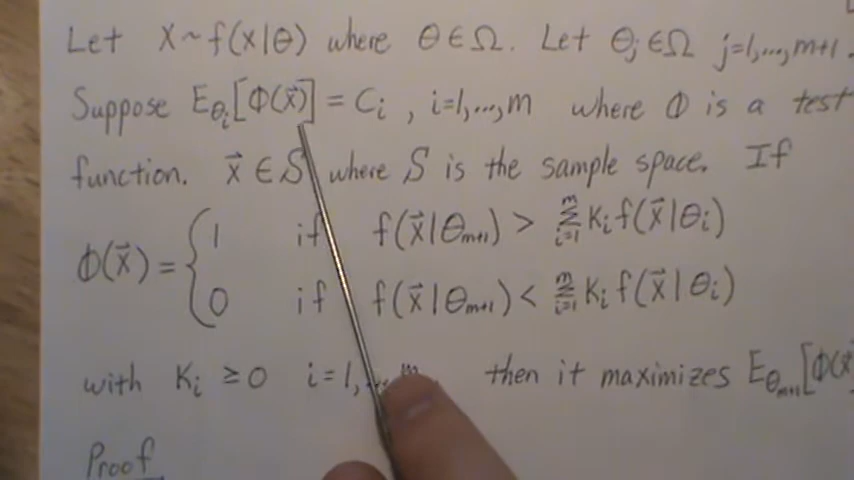 Let X ~ f(x|θ) where θ ∈ Ω. Let θj ∈ Ω j=1,...,m+1.
Suppose Eθi[Φ(x⃗)] = Ci , i=1,...,m where Φ is a test
function. x⃗ ∈ S where S is the sample space. If
Φ(x⃗) = { 1 if f(x⃗|θm+1) > Σ_{i=1}^{m} Ki f(x⃗|θi)
0 if f(x⃗|θm+1) < Σ_{i=1}^{m} Ki f(x⃗|θi)
with Ki ≥ 0 i=1,...,m then it maximizes Eθm+1[Φ(x⃗
Proof